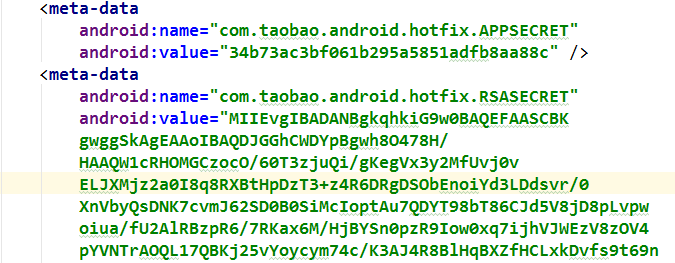 <meta-data
android:name="com.taobao.android.hotfix.APPSECRET"
android:value="34b73ac3bf061b295a5851adfb8aa88c" />
<meta-data
android:name="com.taobao.android.hotfix.RSASECRET"
android:value="MIIEvgIBADANBgkqhkiG9w0BAQEFAASCBK
gwggSkAgEAAoIBAQDJGGhCWDYpBgwh8O478H/
HAAQW1cRHOMGCzocO/60T3zjuQi/gKegVx3y2MfUvj0v
ELJXMjz2a0I8q8RXBtHpDzT3+z4R6DRgDSObEnoiYd3LDdsvr/0
XnVbyQsDNK7cvmJ62SD0B0SiMcIoptAu7QDYT98bT86CJd5V8jD8pLvpw
oiua/fU2AlRBzpR6/7RKax6M/HjBYSn0pzR9Iow0xq7ijhVJWEzV8zOV4
pYVNTrAOQL17QBKj25vYoycym74c/K3AJ4R8BlHqBXZfHCLxkDvfs9t69n